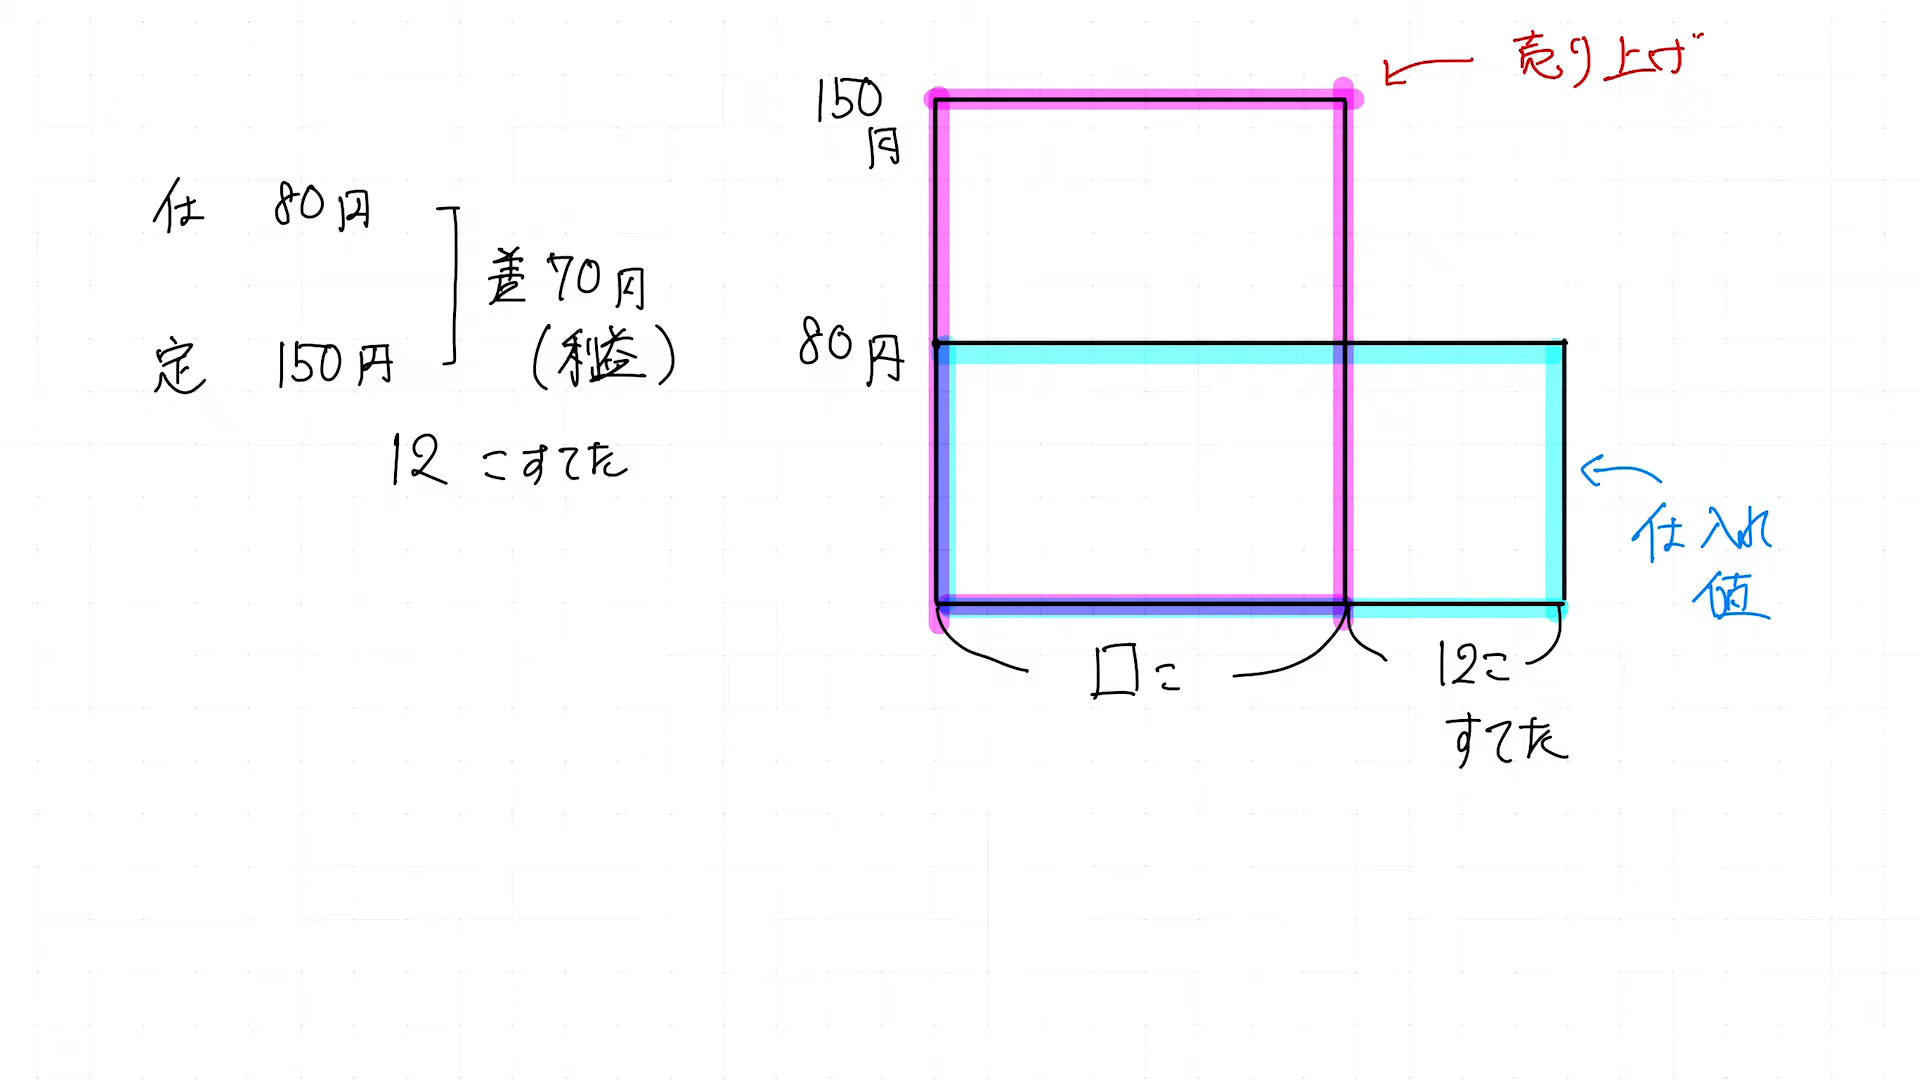 仕 80円
差 70円
(利益)
定 150円
12 こすてた
売り上げ
150
円
80円
仕入れ
値
□こ
12こ
すてた